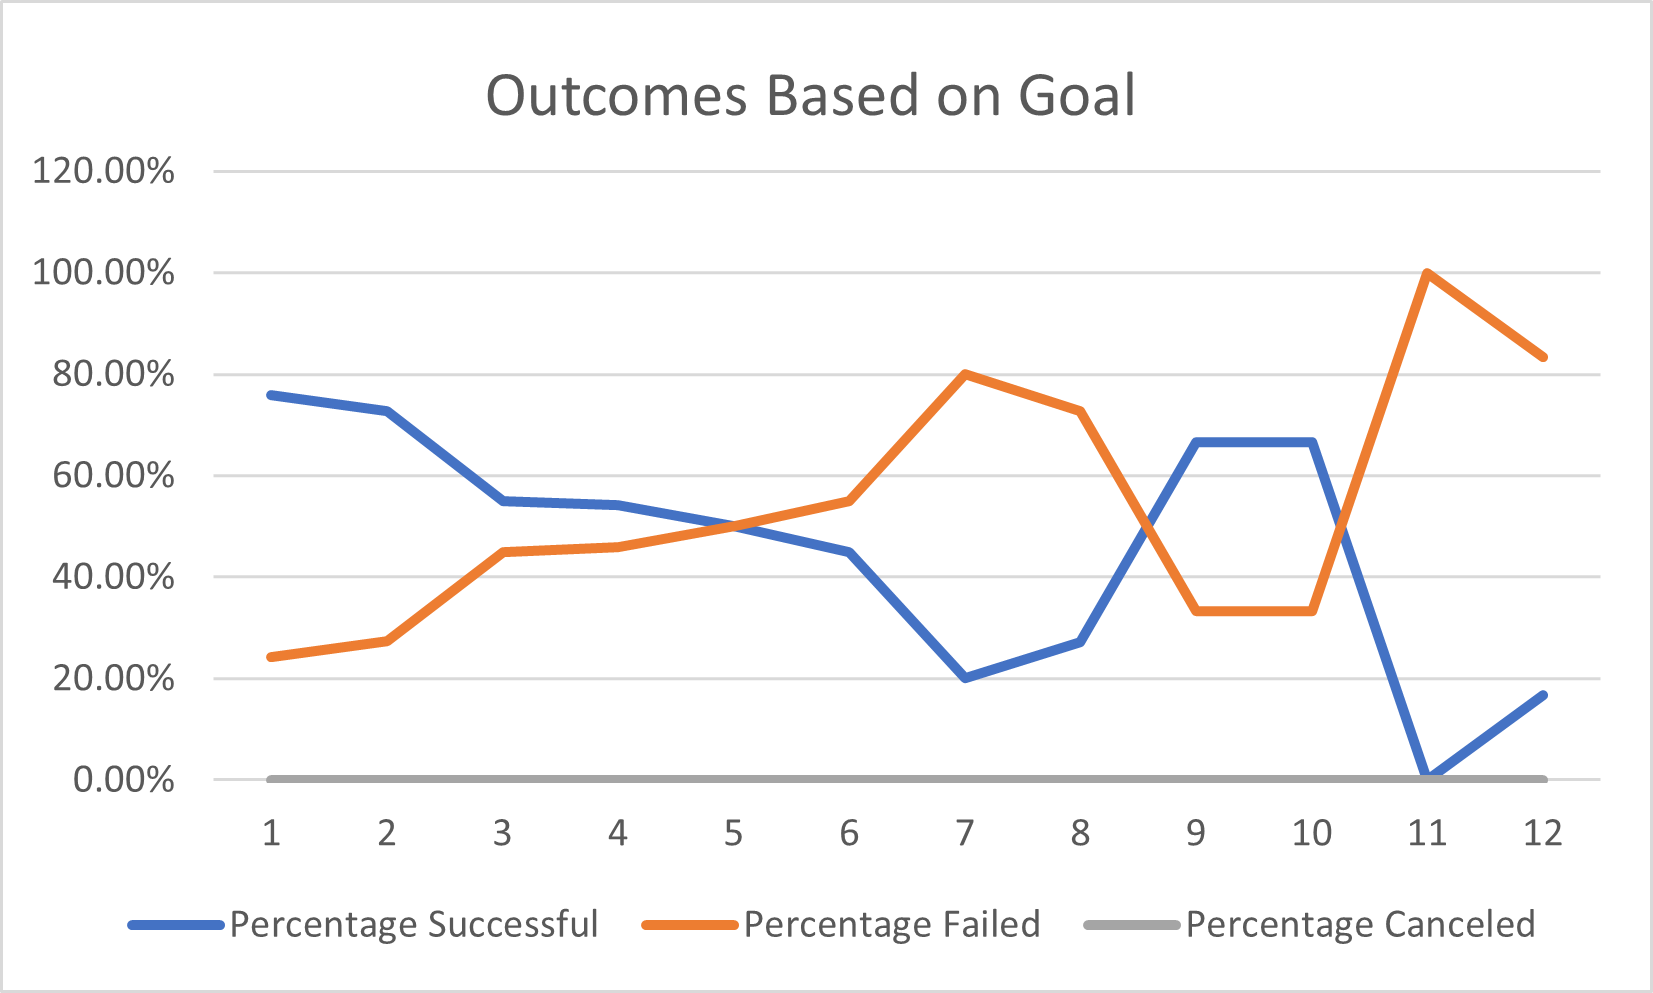 Outcomes Based on Goal
120.00%
100.00%
80.00%
60.00%
40.00%
20.00%
0.00%
1 2 3 4 5 6 7 8 9 10 11 12
Percentage Successful Percentage Failed Percentage Canceled